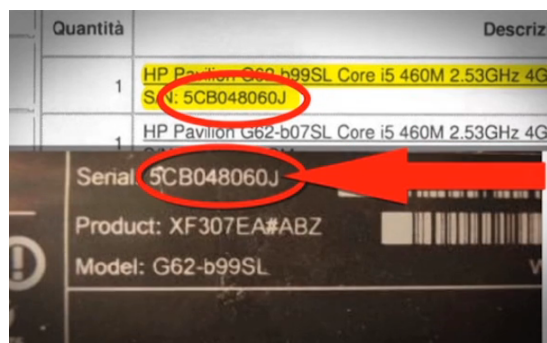 Quantità Descriz
1 HP Pavilion G62-b99SL Core i5 460M 2.53GHz 4G
S/N: 5CB048060J
1 HP Pavilion G62-b07SL Core i5 460M 2.53GHz 4G
Serial: 5CB048060J
Product: XF307EA#ABZ
Model: G62-b99SL